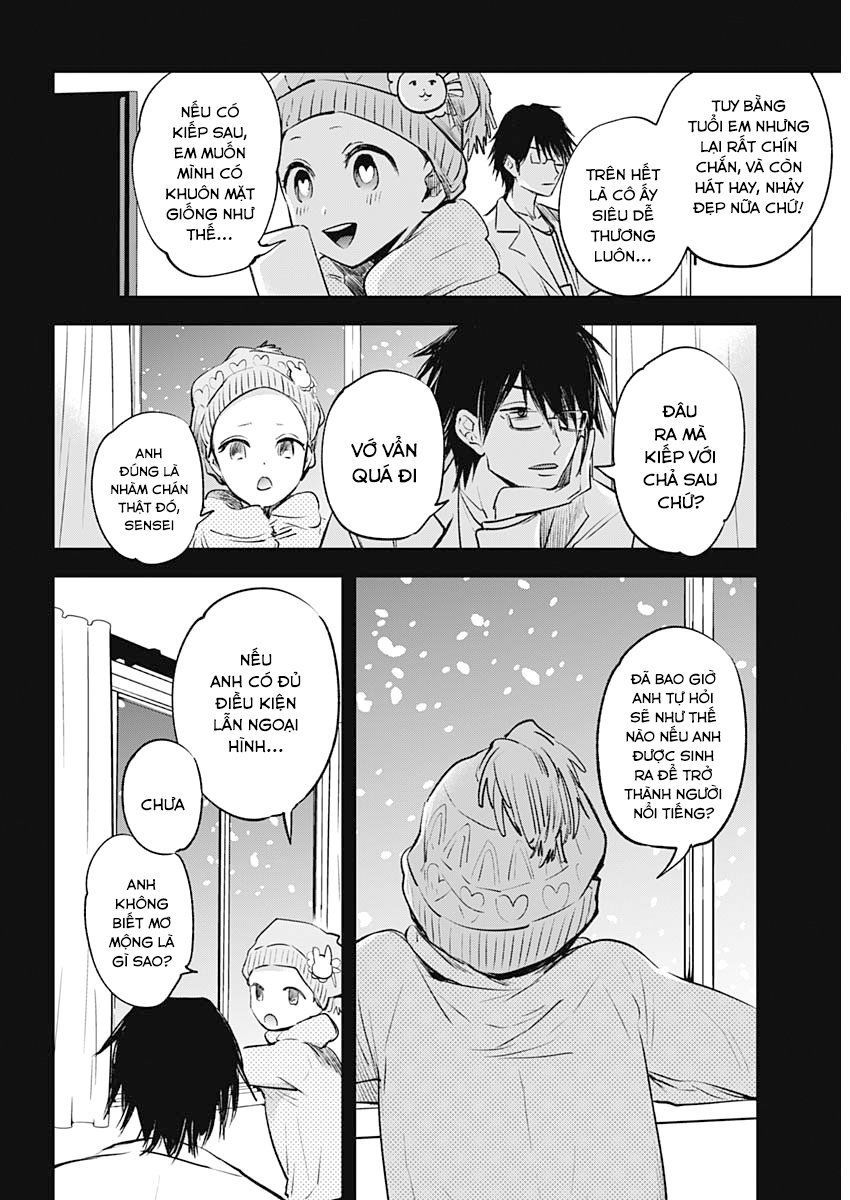 TUY BẰNG
TUỔI EM NHƯNG
LẠI RẤT CHÍN
CHẮN, VÀ CÒN
HÁT HAY, NHẢY
ĐẸP NỮA CHỨ!
TRÊN HẾT
LÀ CÔ ẤY
SIÊU DỄ
THƯƠNG
LUÔN...
NẾU CÓ
KIẾP SAU,
EM MUỐN
MÌNH CÓ
KHUÔN MẶT
GIỐNG NHƯ
THẾ...
ĐÂU
RA MÀ
KIẾP VỚI
CHẢ SAU
CHỨ?
VỚ VẨN
QUÁ ĐI
ANH
ĐÚNG LÀ
NHÀM CHÁN
THẬT ĐÓ,
SENSEI
ĐÃ BAO GIỜ
ANH TỰ HỎI
SẼ NHƯ THẾ
NÀO NẾU ANH
ĐƯỢC SINH
RA ĐỂ TRỞ
THÀNH NGƯỜI
NỔI TIẾNG?
NẾU
ANH CÓ ĐỦ
ĐIỀU KIỆN
LẪN NGOẠI
HÌNH...
CHƯA
ANH
KHÔNG
BIẾT MƠ
MỘNG LÀ
GÌ SAO?